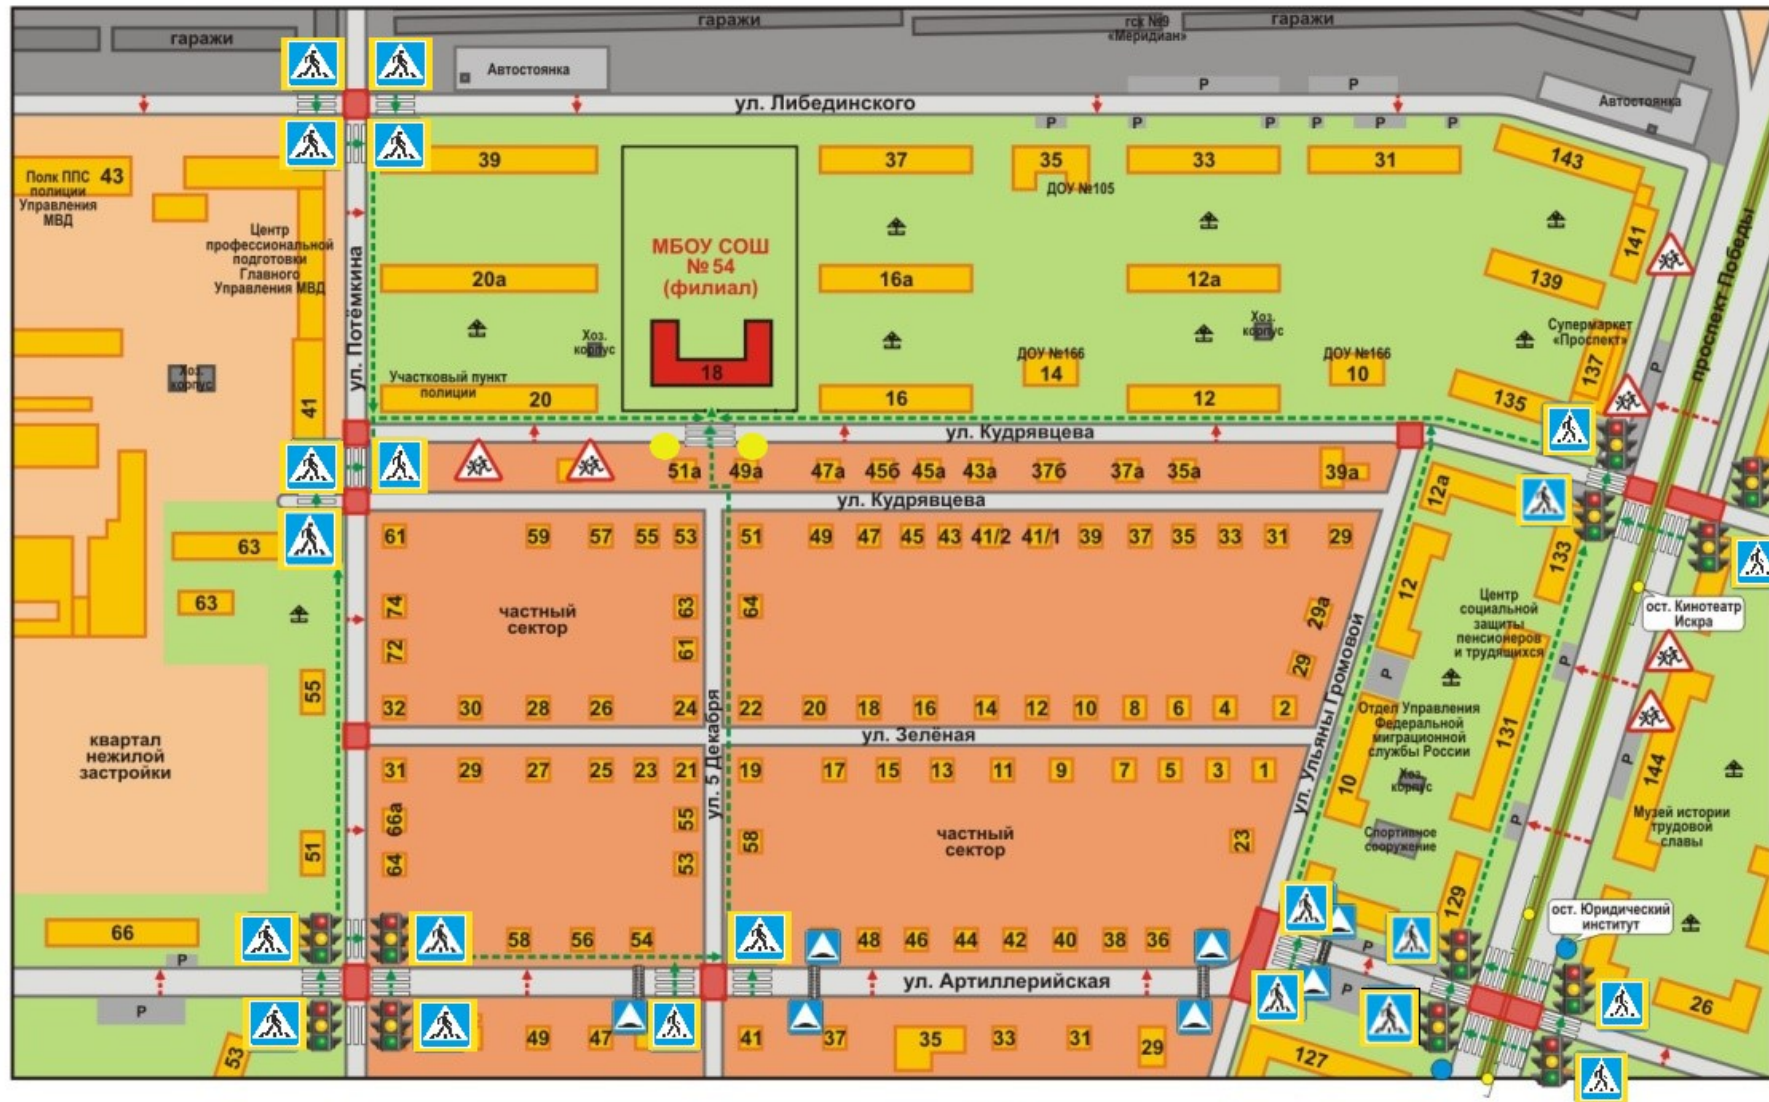 гаражи
гаражи
гск №9
«Меридиан»
гаражи
Автостоянка
Автостоянка
Р
Р
ул. Либединского
Р
Р
Р
Р
Р
Р
39
37
35
33
31
143
ДОУ №105
Полк ППС 43
полиции
Управления
МВД
Центр
профессиональной
подготовки
Главного
Управления МВД
ул. Потёмкина
МБОУ СОШ
№ 54
(филиал)
18
141
139
проспект Победы
20а
16а
12а
Хоз.
корпус
Хоз.
корпус
Хоз.
корпус
Супермаркет
«Проспект»
137
Р
ДОУ №166
14
ДОУ №166
10
Участковый пункт
полиции
20
16
12
135
41
ул. Кудрявцева
51а
49а
47а
45б
45а
43а
37б
37а
35а
39а
12а
ул. Кудрявцева
61
59
57
55
53
51
49
47
45
43
41/2
41/1
39
37
35
33
31
29
63
63
133
12
74
частный
сектор
63
64
29а
72
61
29
Центр
социальной
защиты
пенсионеров
и трудящихся
ост. Кинотеатр
Искра
Р
Р
55
32
30
28
26
24
22
20
18
16
14
12
10
8
6
4
2
ул. 5 Декабря
ул. Зелёная
ул. Ульяны Громовой
Отдел Управления
Федеральной
миграционной
службы России
131
квартал
нежилой
застройки
31
29
27
25
23
21
19
17
15
13
11
9
7
5
3
1
10
Хоз.
корпус
144
Р
Р
66а
55
58
частный
сектор
23
Спортивное
сооружение
Музей истории
трудовой
славы
51
64
53
129
ост. Юридический
институт
66
Р
58
56
54
48
46
44
42
40
38
36
Р
Р
ул. Артиллерийская
Р
26
53
49
47
41
37
35
33
31
29
127